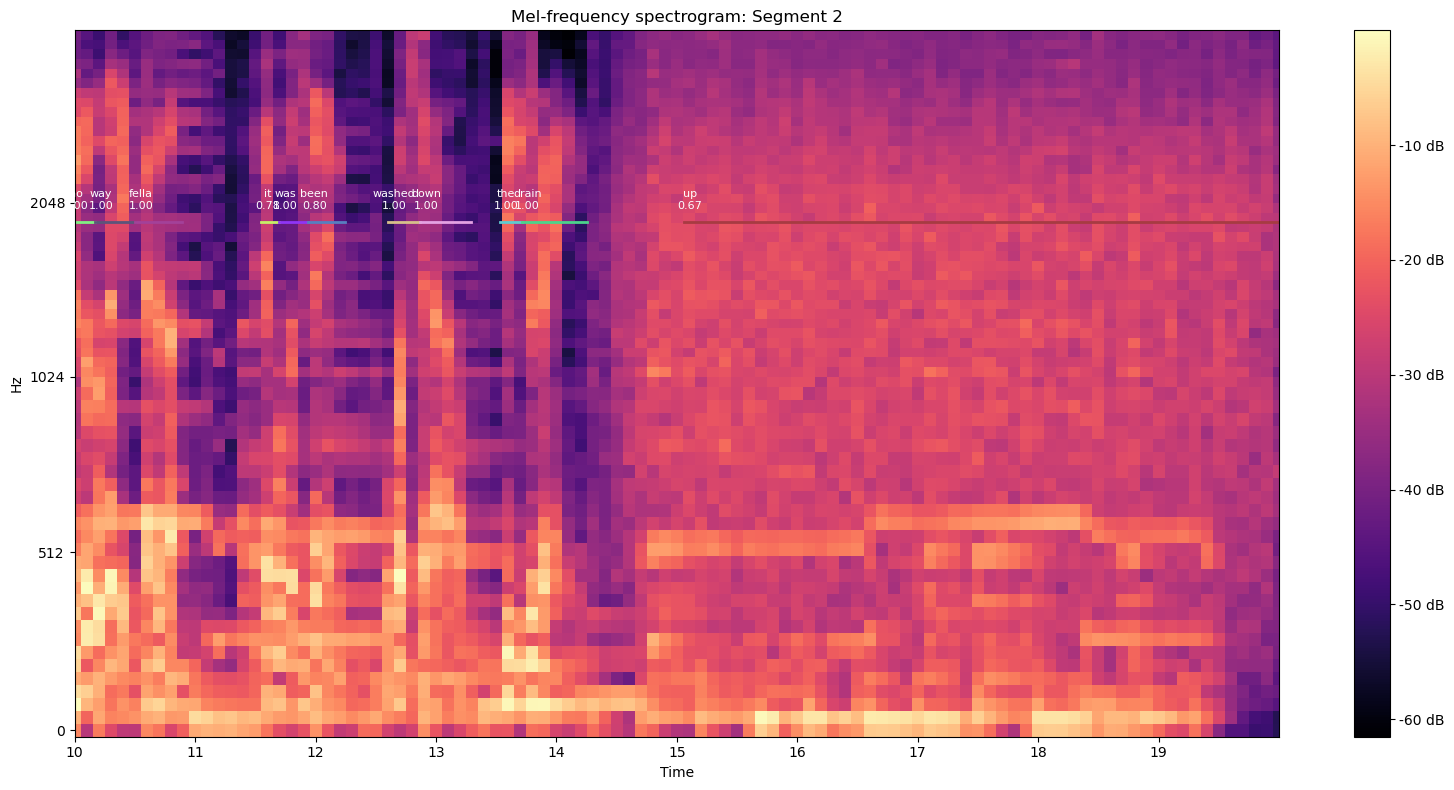 Mel-frequency spectrogram: Segment 2
o way fella it was been washed down the drain up
00 1.00 1.00 0.78 1.00 0.80 1.00 1.00 1.00 1.00 0.67
2048
1024
512
0
Hz
10 11 12 13 14 15 16 17 18 19
Time
-10 dB
-20 dB
-30 dB
-40 dB
-50 dB
-60 dB